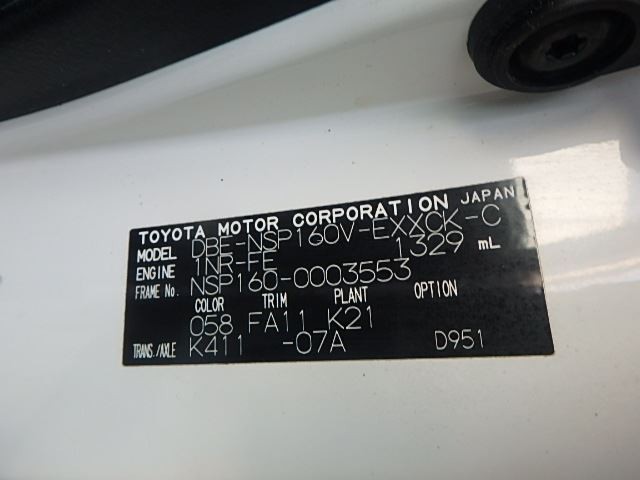 TOYOTA MOTOR CORPORATION JAPAN
MODEL DBE-NSP160V-EXXCK-C
ENGINE 1NR-FE 1329 mL
FRAME No. NSP160-0003553
COLOR TRIM PLANT OPTION
058 FA11 K21
TRANS./AXLE K411 -07A D951